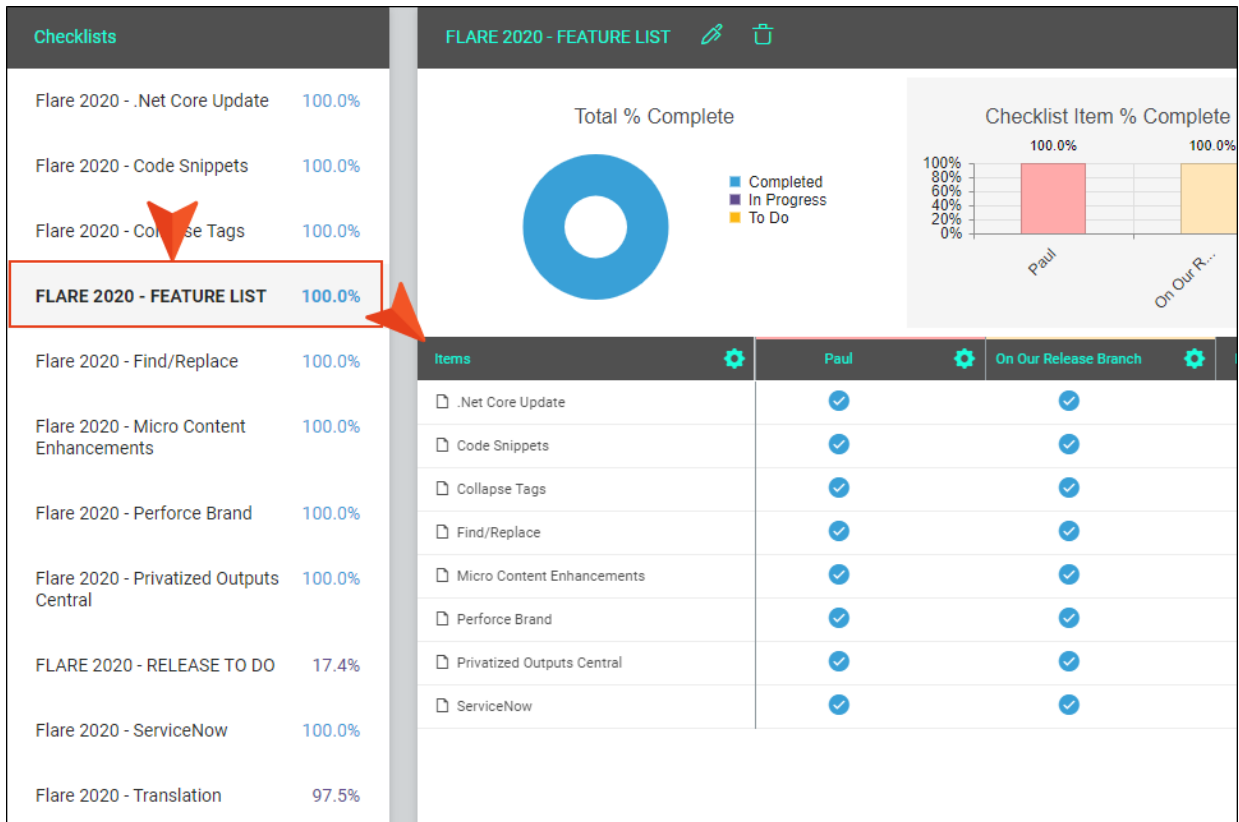 Checklists
Flare 2020 - .Net Core Update 100.0%
Flare 2020 - Code Snippets 100.0%
Flare 2020 - Collapse Tags 100.0%
FLARE 2020 - FEATURE LIST 100.0%
Flare 2020 - Find/Replace 100.0%
Flare 2020 - Micro Content 100.0%
Enhancements
Flare 2020 - Perforce Brand 100.0%
Flare 2020 - Privatized Outputs 100.0%
Central
FLARE 2020 - RELEASE TO DO 17.4%
Flare 2020 - ServiceNow 100.0%
Flare 2020 - Translation 97.5%
FLARE 2020 - FEATURE LIST
Total % Complete
Completed
In Progress
To Do
Checklist Item % Complete
100.0% 100.0%
100%
80%
60%
40%
20%
0%
Paul
On Our R...
Items Paul On Our Release Branch
.Net Core Update
Code Snippets
Collapse Tags
Find/Replace
Micro Content Enhancements
Perforce Brand
Privatized Outputs Central
ServiceNow